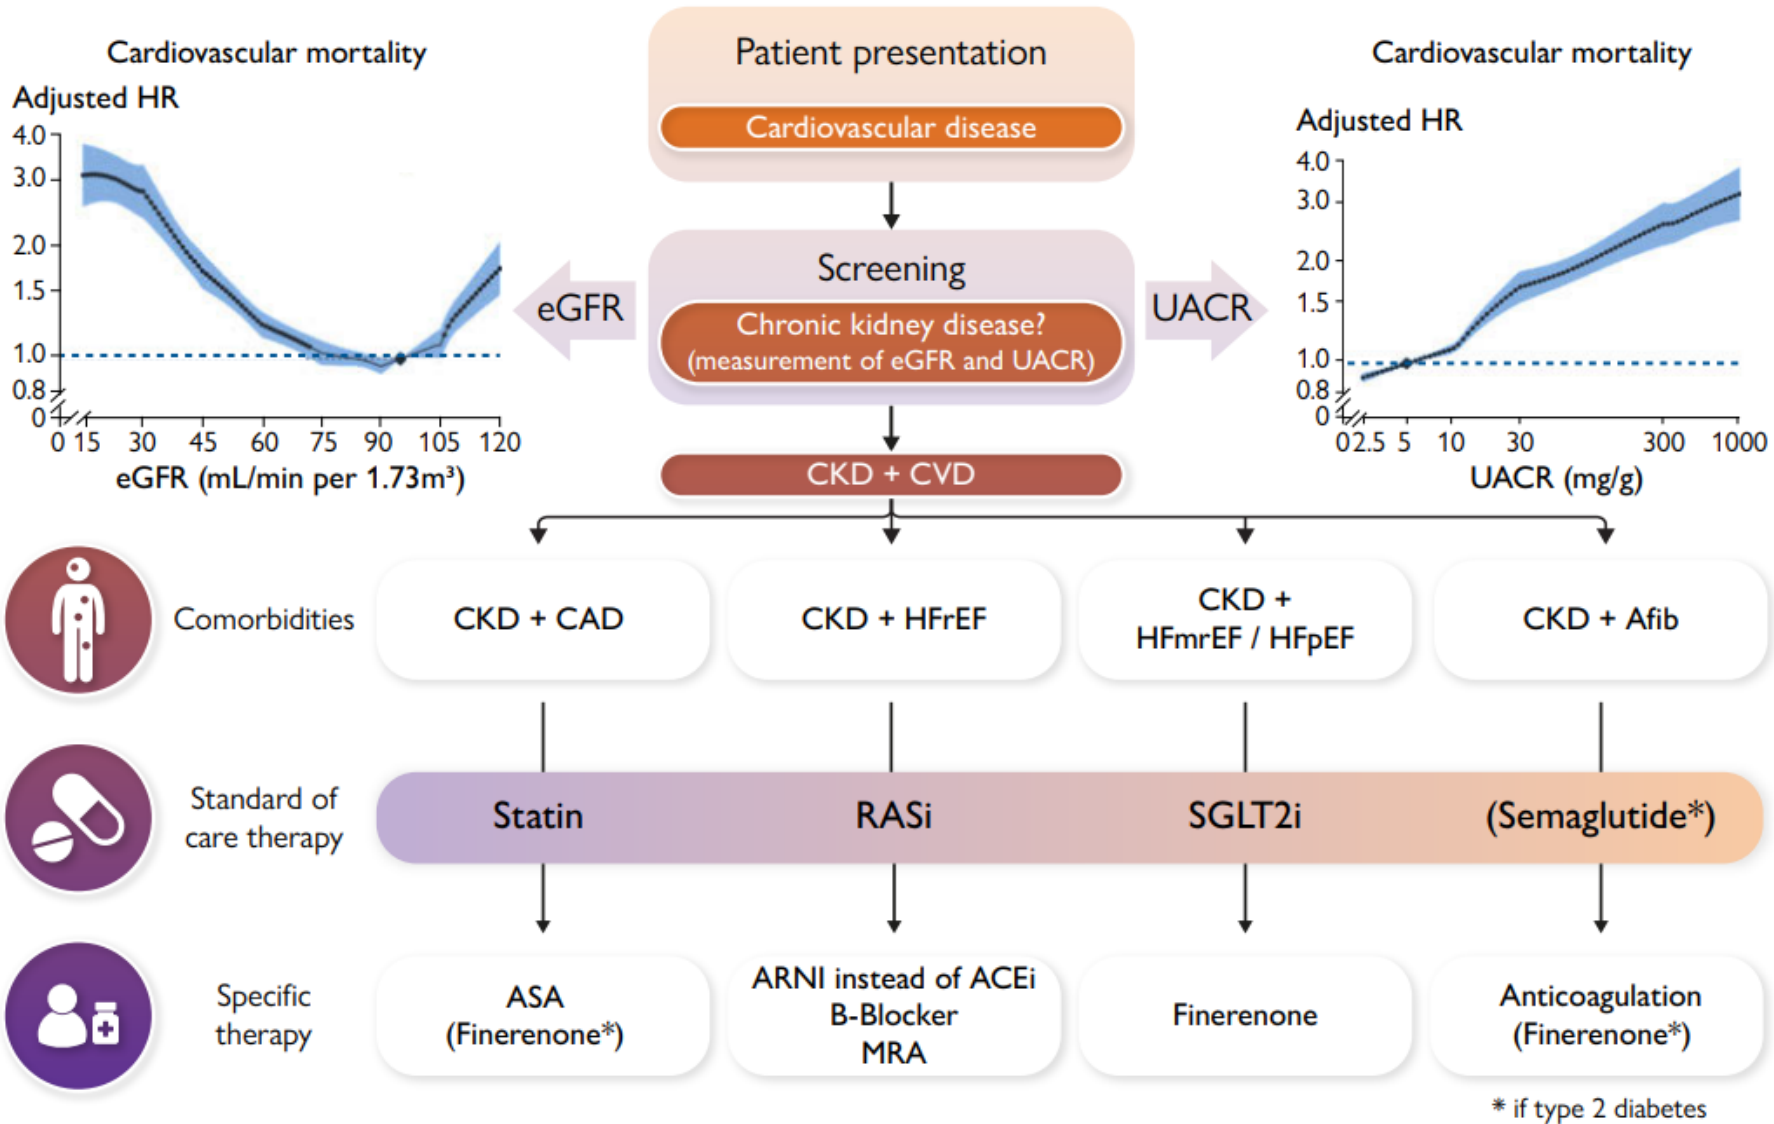 Cardiovascular mortality
Adjusted HR
4.0
3.0
2.0
1.5
1.0
0.8
0
0 15 30 45 60 75 90 105 120
eGFR (mL/min per 1.73m³)
Patient presentation
Cardiovascular disease
Screening
Chronic kidney disease?
(measurement of eGFR and UACR)
eGFR
UACR
CKD + CVD
Cardiovascular mortality
Adjusted HR
4.0
3.0
2.0
1.5
1.0
0.8
0
0 2.5 5 10 30 300 1000
UACR (mg/g)
Comorbidities
CKD + CAD
CKD + HFrEF
CKD +
HFmrEF / HFpEF
CKD + Afib
Standard of
care therapy
Statin
RASi
SGLT2i
(Semaglutide*)
Specific
therapy
ASA
(Finerenone*)
ARNI instead of ACEi
B-Blocker
MRA
Finerenone
Anticoagulation
(Finerenone*)
* if type 2 diabetes